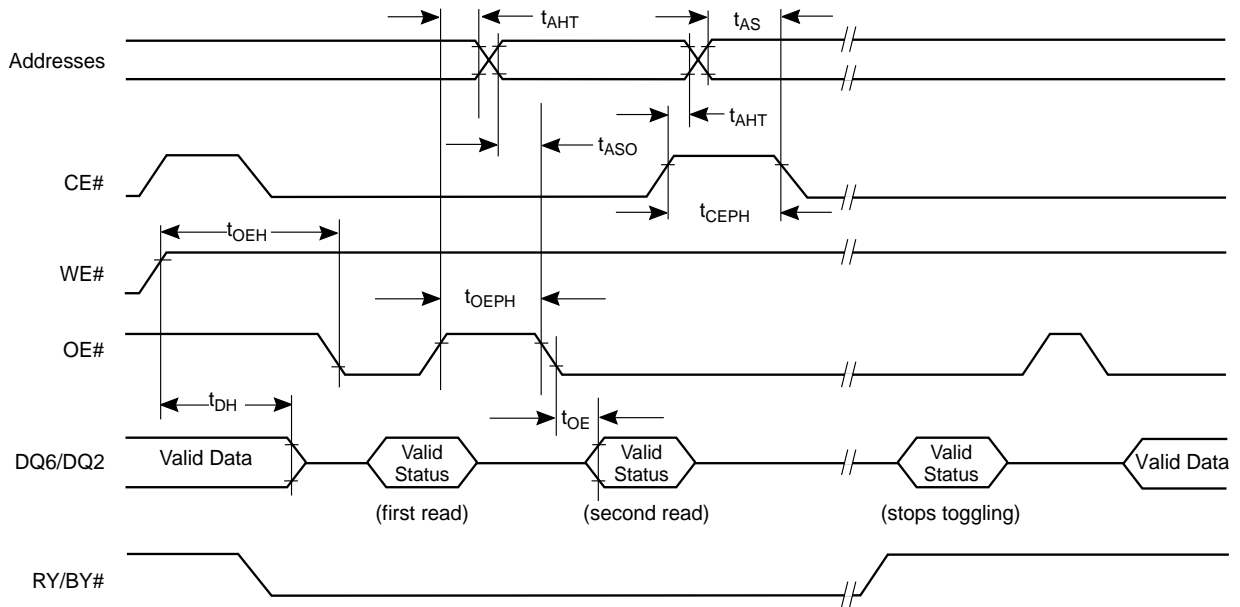 tAHT
tAS
Addresses
tAHT
tASO
CE#
tCEPH
tOEH
WE#
tOEPH
OE#
tDH
tOE
DQ6/DQ2
Valid Data
Valid
Status
Valid
Status
Valid
Status
Valid Data
(first read)
(second read)
(stops toggling)
RY/BY#